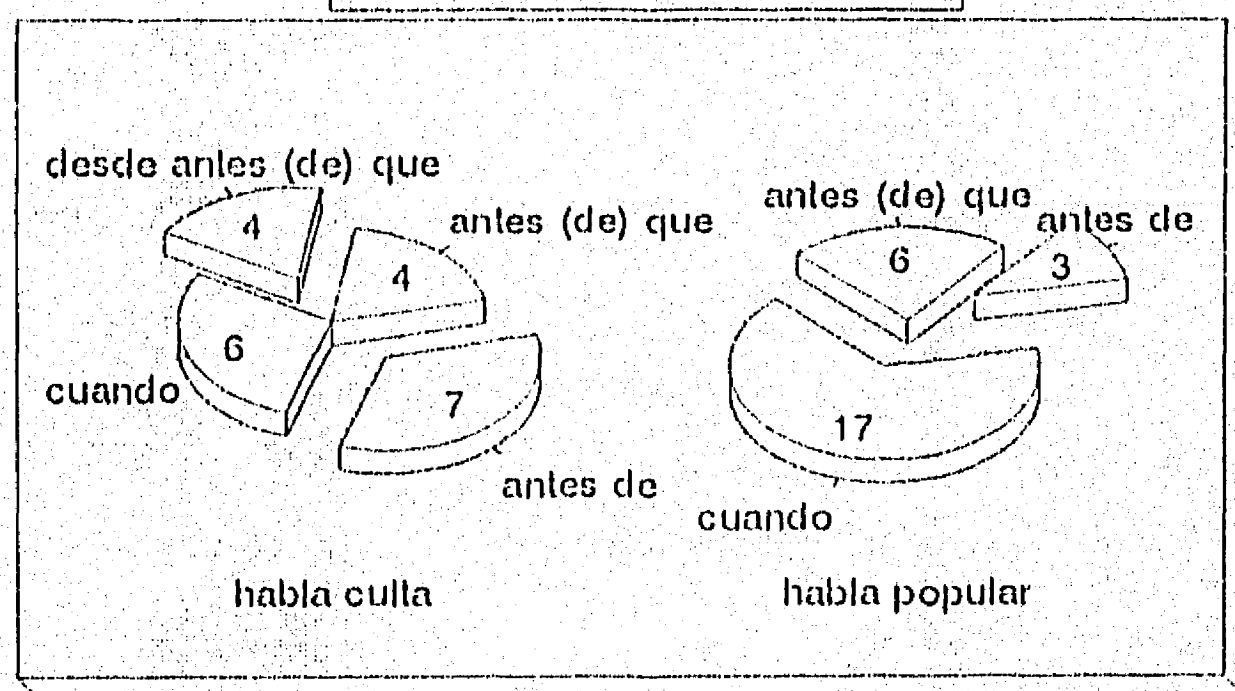 desde antes (de) que
4
antes (de) que
4
6
cuando
7
antes de
habla culta
antes (de) que
6
antes de
3
17
cuando
habla popular